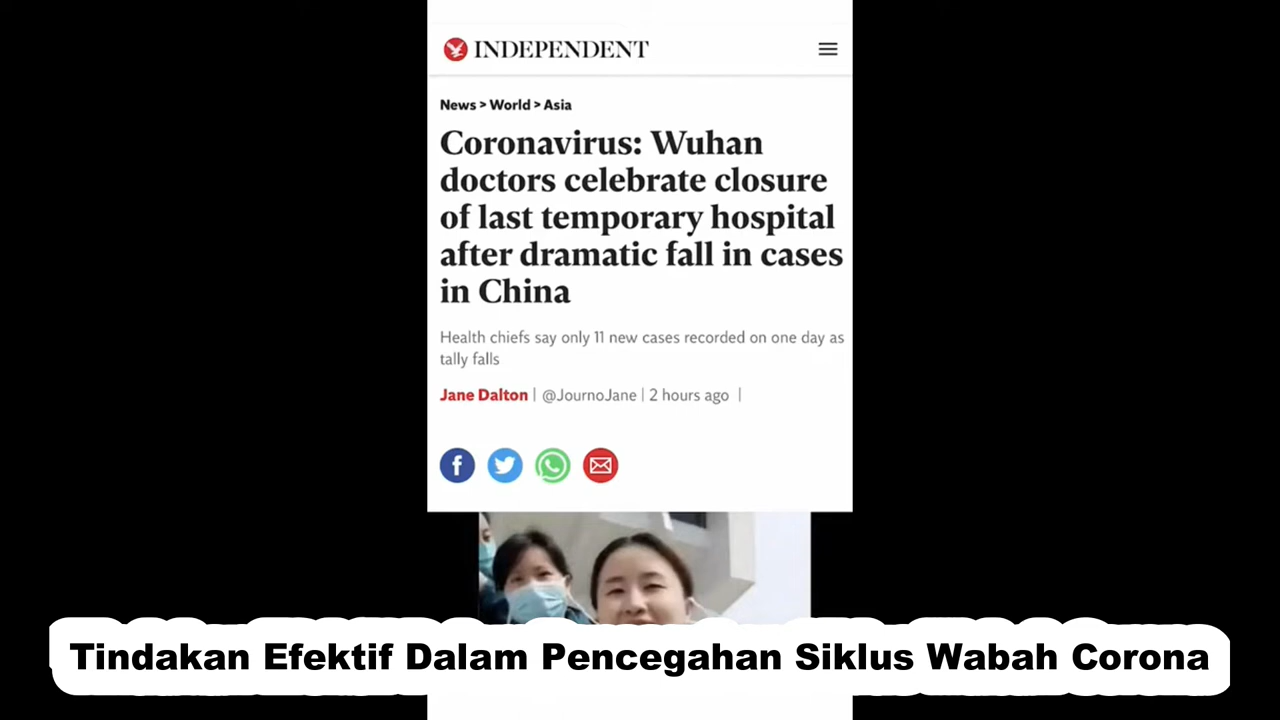 INDEPENDENT
News > World > Asia
Coronavirus: Wuhan
doctors celebrate closure
of last temporary hospital
after dramatic fall in cases
in China
Health chiefs say only 11 new cases recorded on one day as
tally falls
Jane Dalton | @JournoJane | 2 hours ago |
Tindakan Efektif Dalam Pencegahan Siklus Wabah Corona